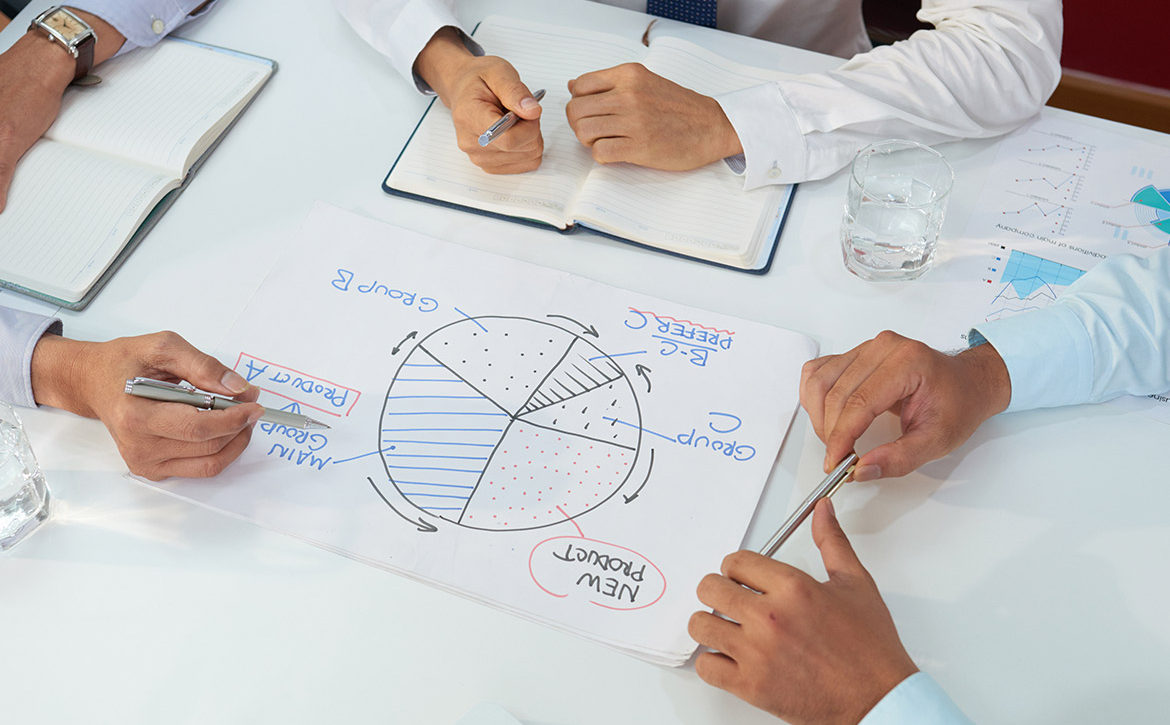 NEW
PRODUCT
GROUP
C
MAIN
GROUP
PRODUCT A
B-C
PREFER C
GROUP B